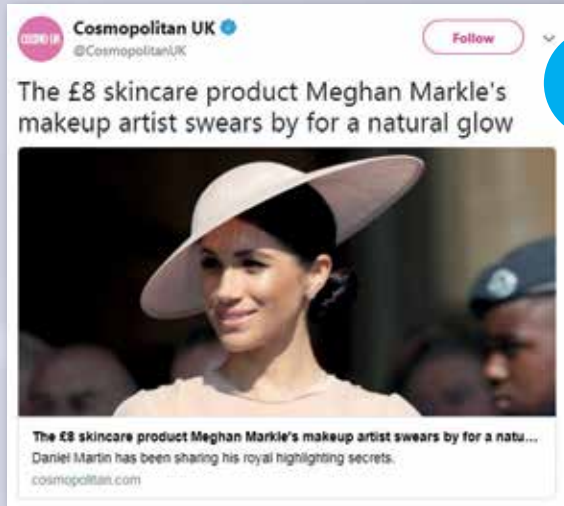 Cosmopolitan UK
@CosmopolitanUK
Follow
The £8 skincare product Meghan Markle's
makeup artist swears by for a natural glow
The £8 skincare product Meghan Markle's makeup artist swears by for a natu...
Daniel Martin has been sharing his royal highlighting secrets.
cosmopolitan.com